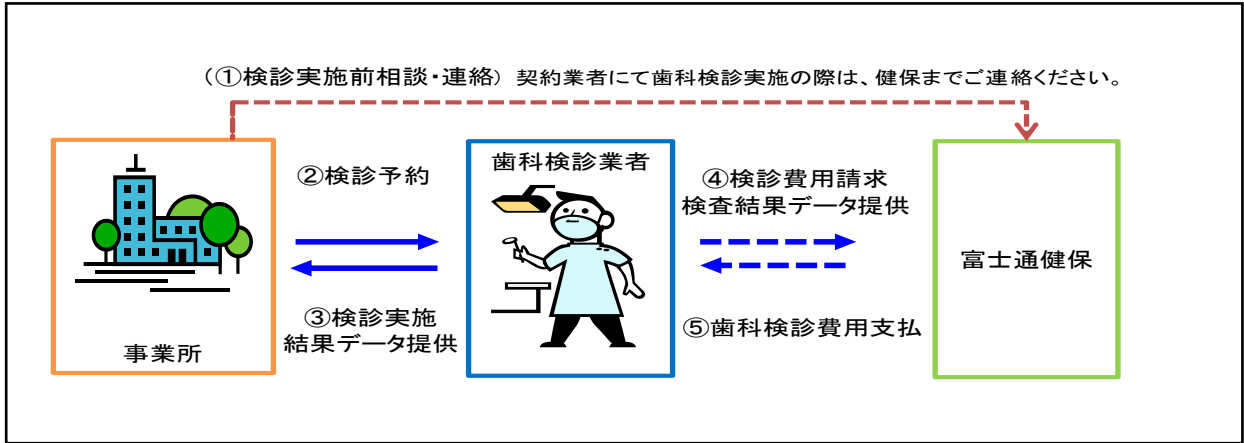 (①検診実施前相談・連絡) 契約業者にて歯科検診実施の際は、健保までご連絡ください。
歯科検診業者
②検診予約
④検診費用請求
検査結果データ提供
富士通健保
③検診実施
結果データ提供
⑤歯科検診費用支払
事業所